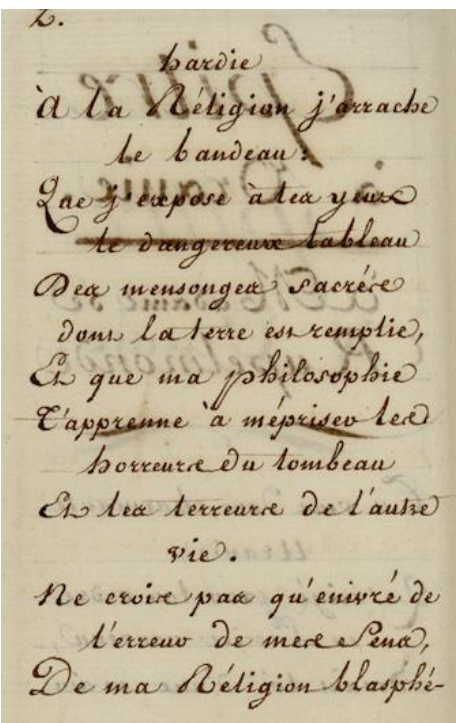 2.
hardie
À la Réligion j'arrache
le bandeau:
Que j'expose à tes yeux
le dangereux tableau
Des mensonges sacrés
dont la terre est remplie,
Et que ma philosophie
T'apprenne à mépriser les
horreurs du tombeau
Et les terreurs de l'autre
vie.
Ne crois pas qu'énivré de
l'erreur de mes Sens,
De ma Réligion blasphé-